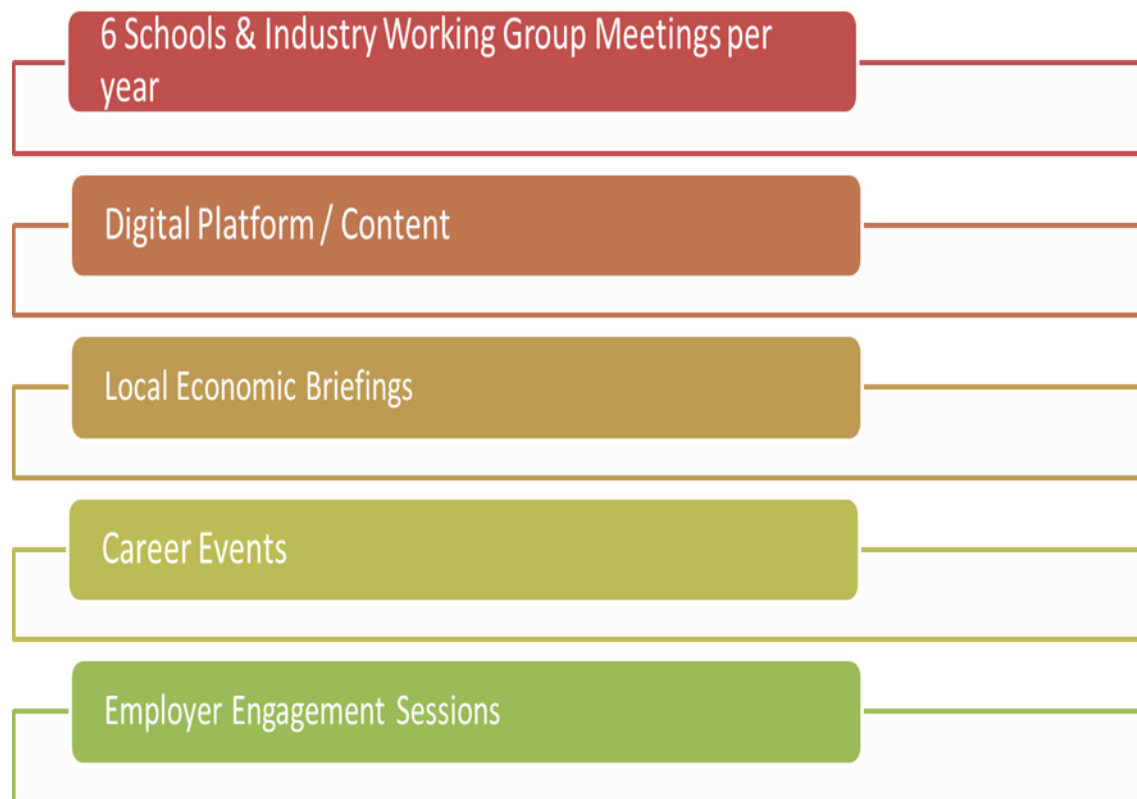 6 Schools & Industry Working Group Meetings per
year
Digital Platform / Content
Local Economic Briefings
Career Events
Employer Engagement Sessions